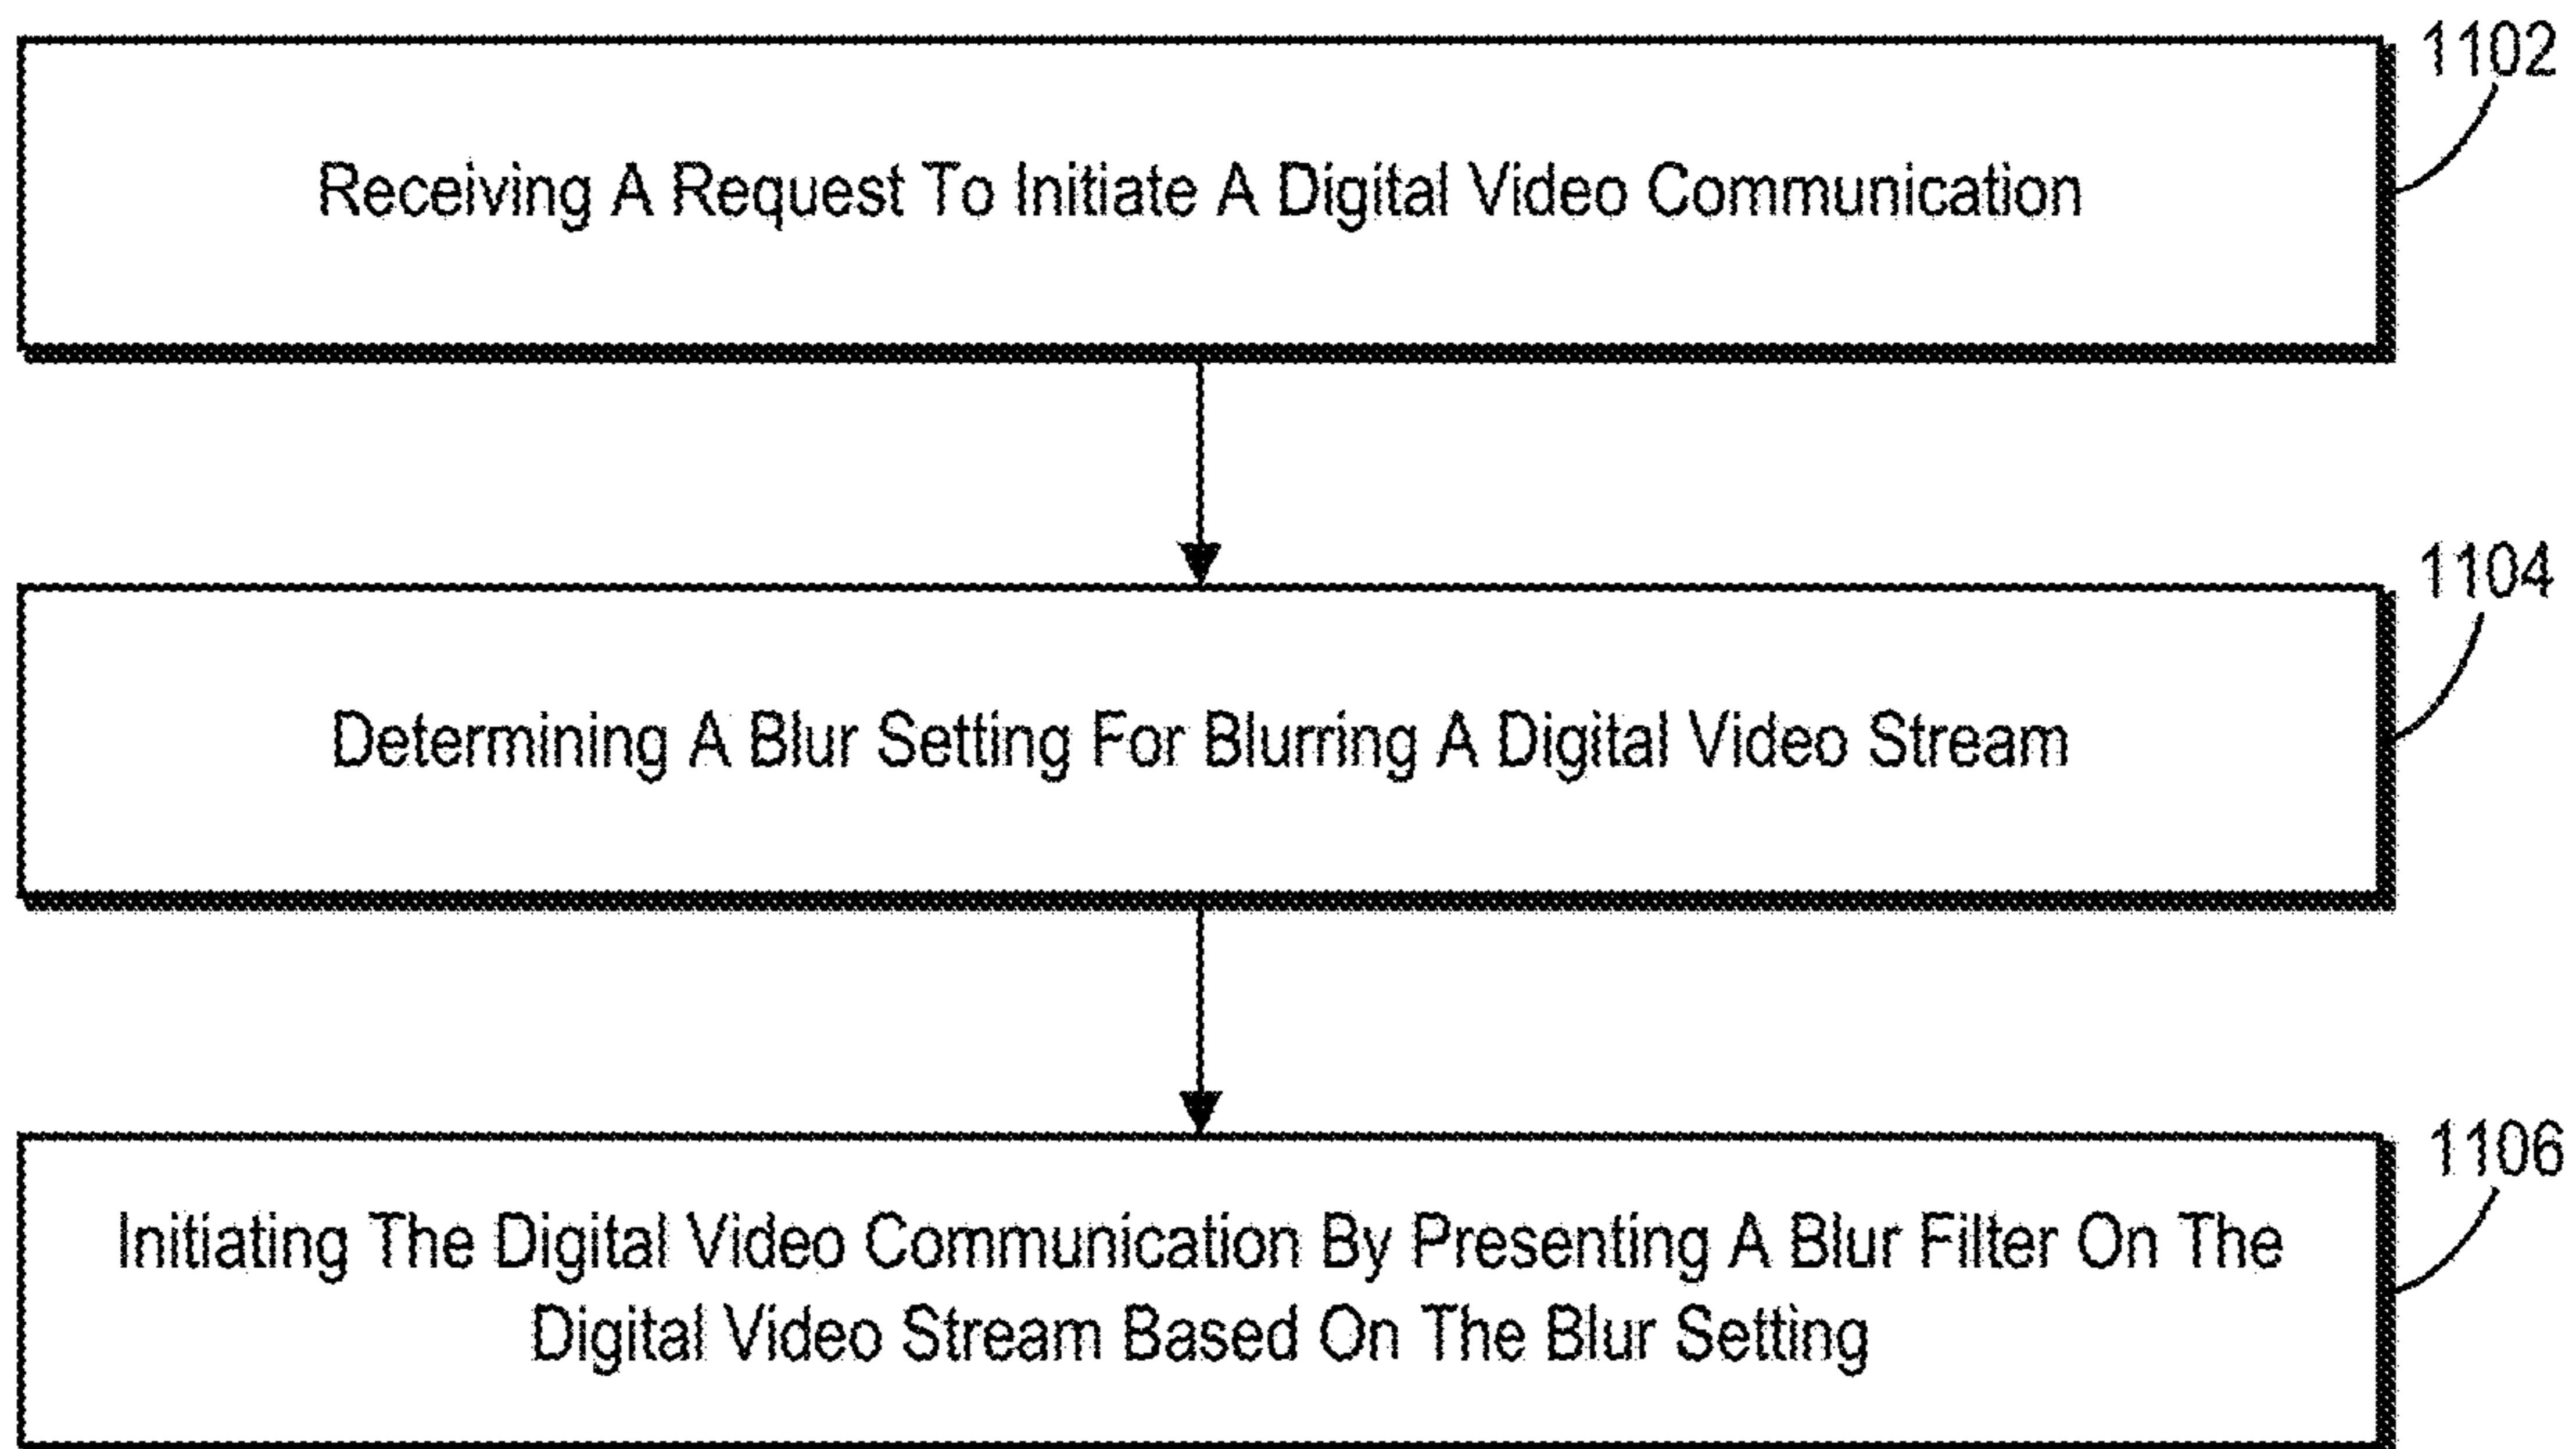 1102
Receiving A Request To Initiate A Digital Video Communication
1104
Determining A Blur Setting For Blurring A Digital Video Stream
1106
Initiating The Digital Video Communication By Presenting A Blur Filter On The
Digital Video Stream Based On The Blur Setting